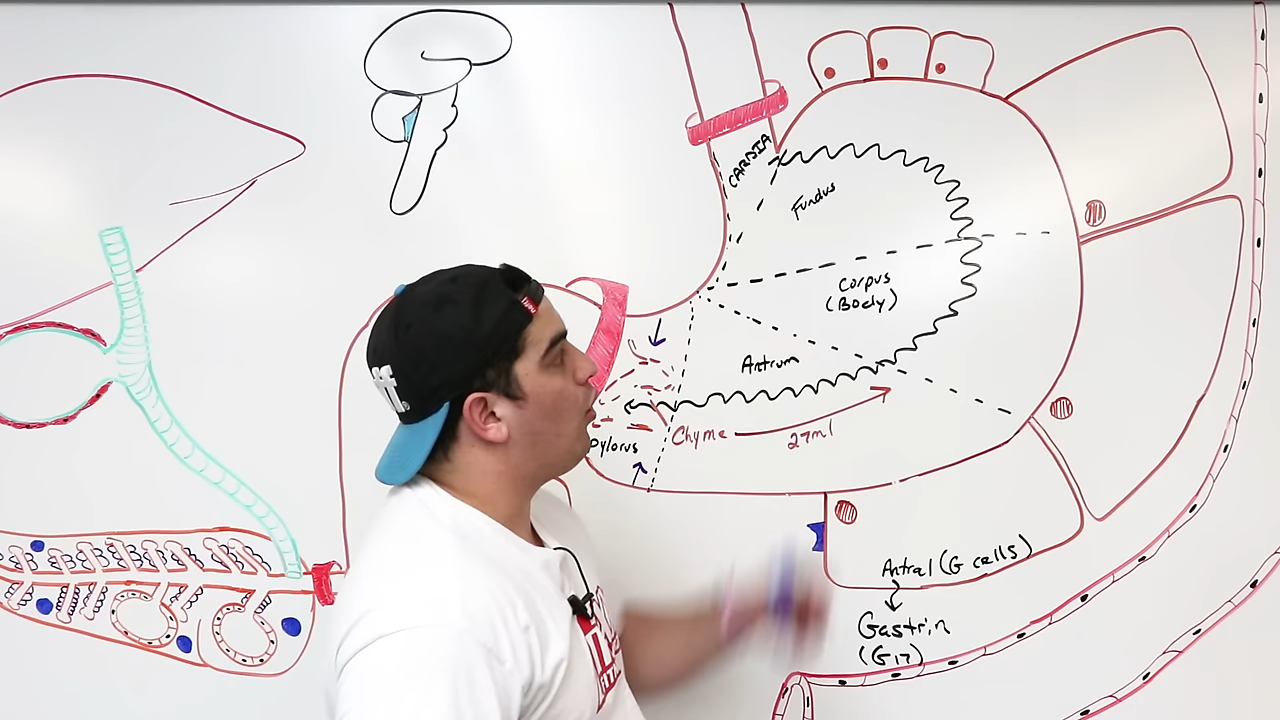 CARDIA
Fundus
Corpus
(Body)
Antrum
Pylorus
Chyme
27ml
Antral (G cells)
Gastrin
(G17)